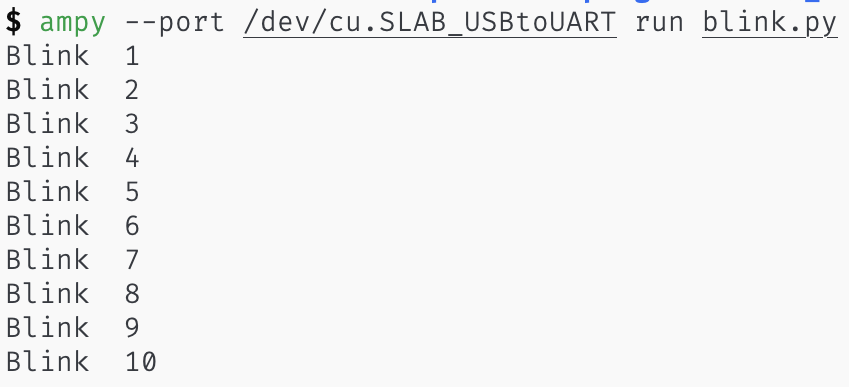 $ ampy --port /dev/cu.SLAB_USBtoUART run blink.py
Blink  1
Blink  2
Blink  3
Blink  4
Blink  5
Blink  6
Blink  7
Blink  8
Blink  9
Blink  10